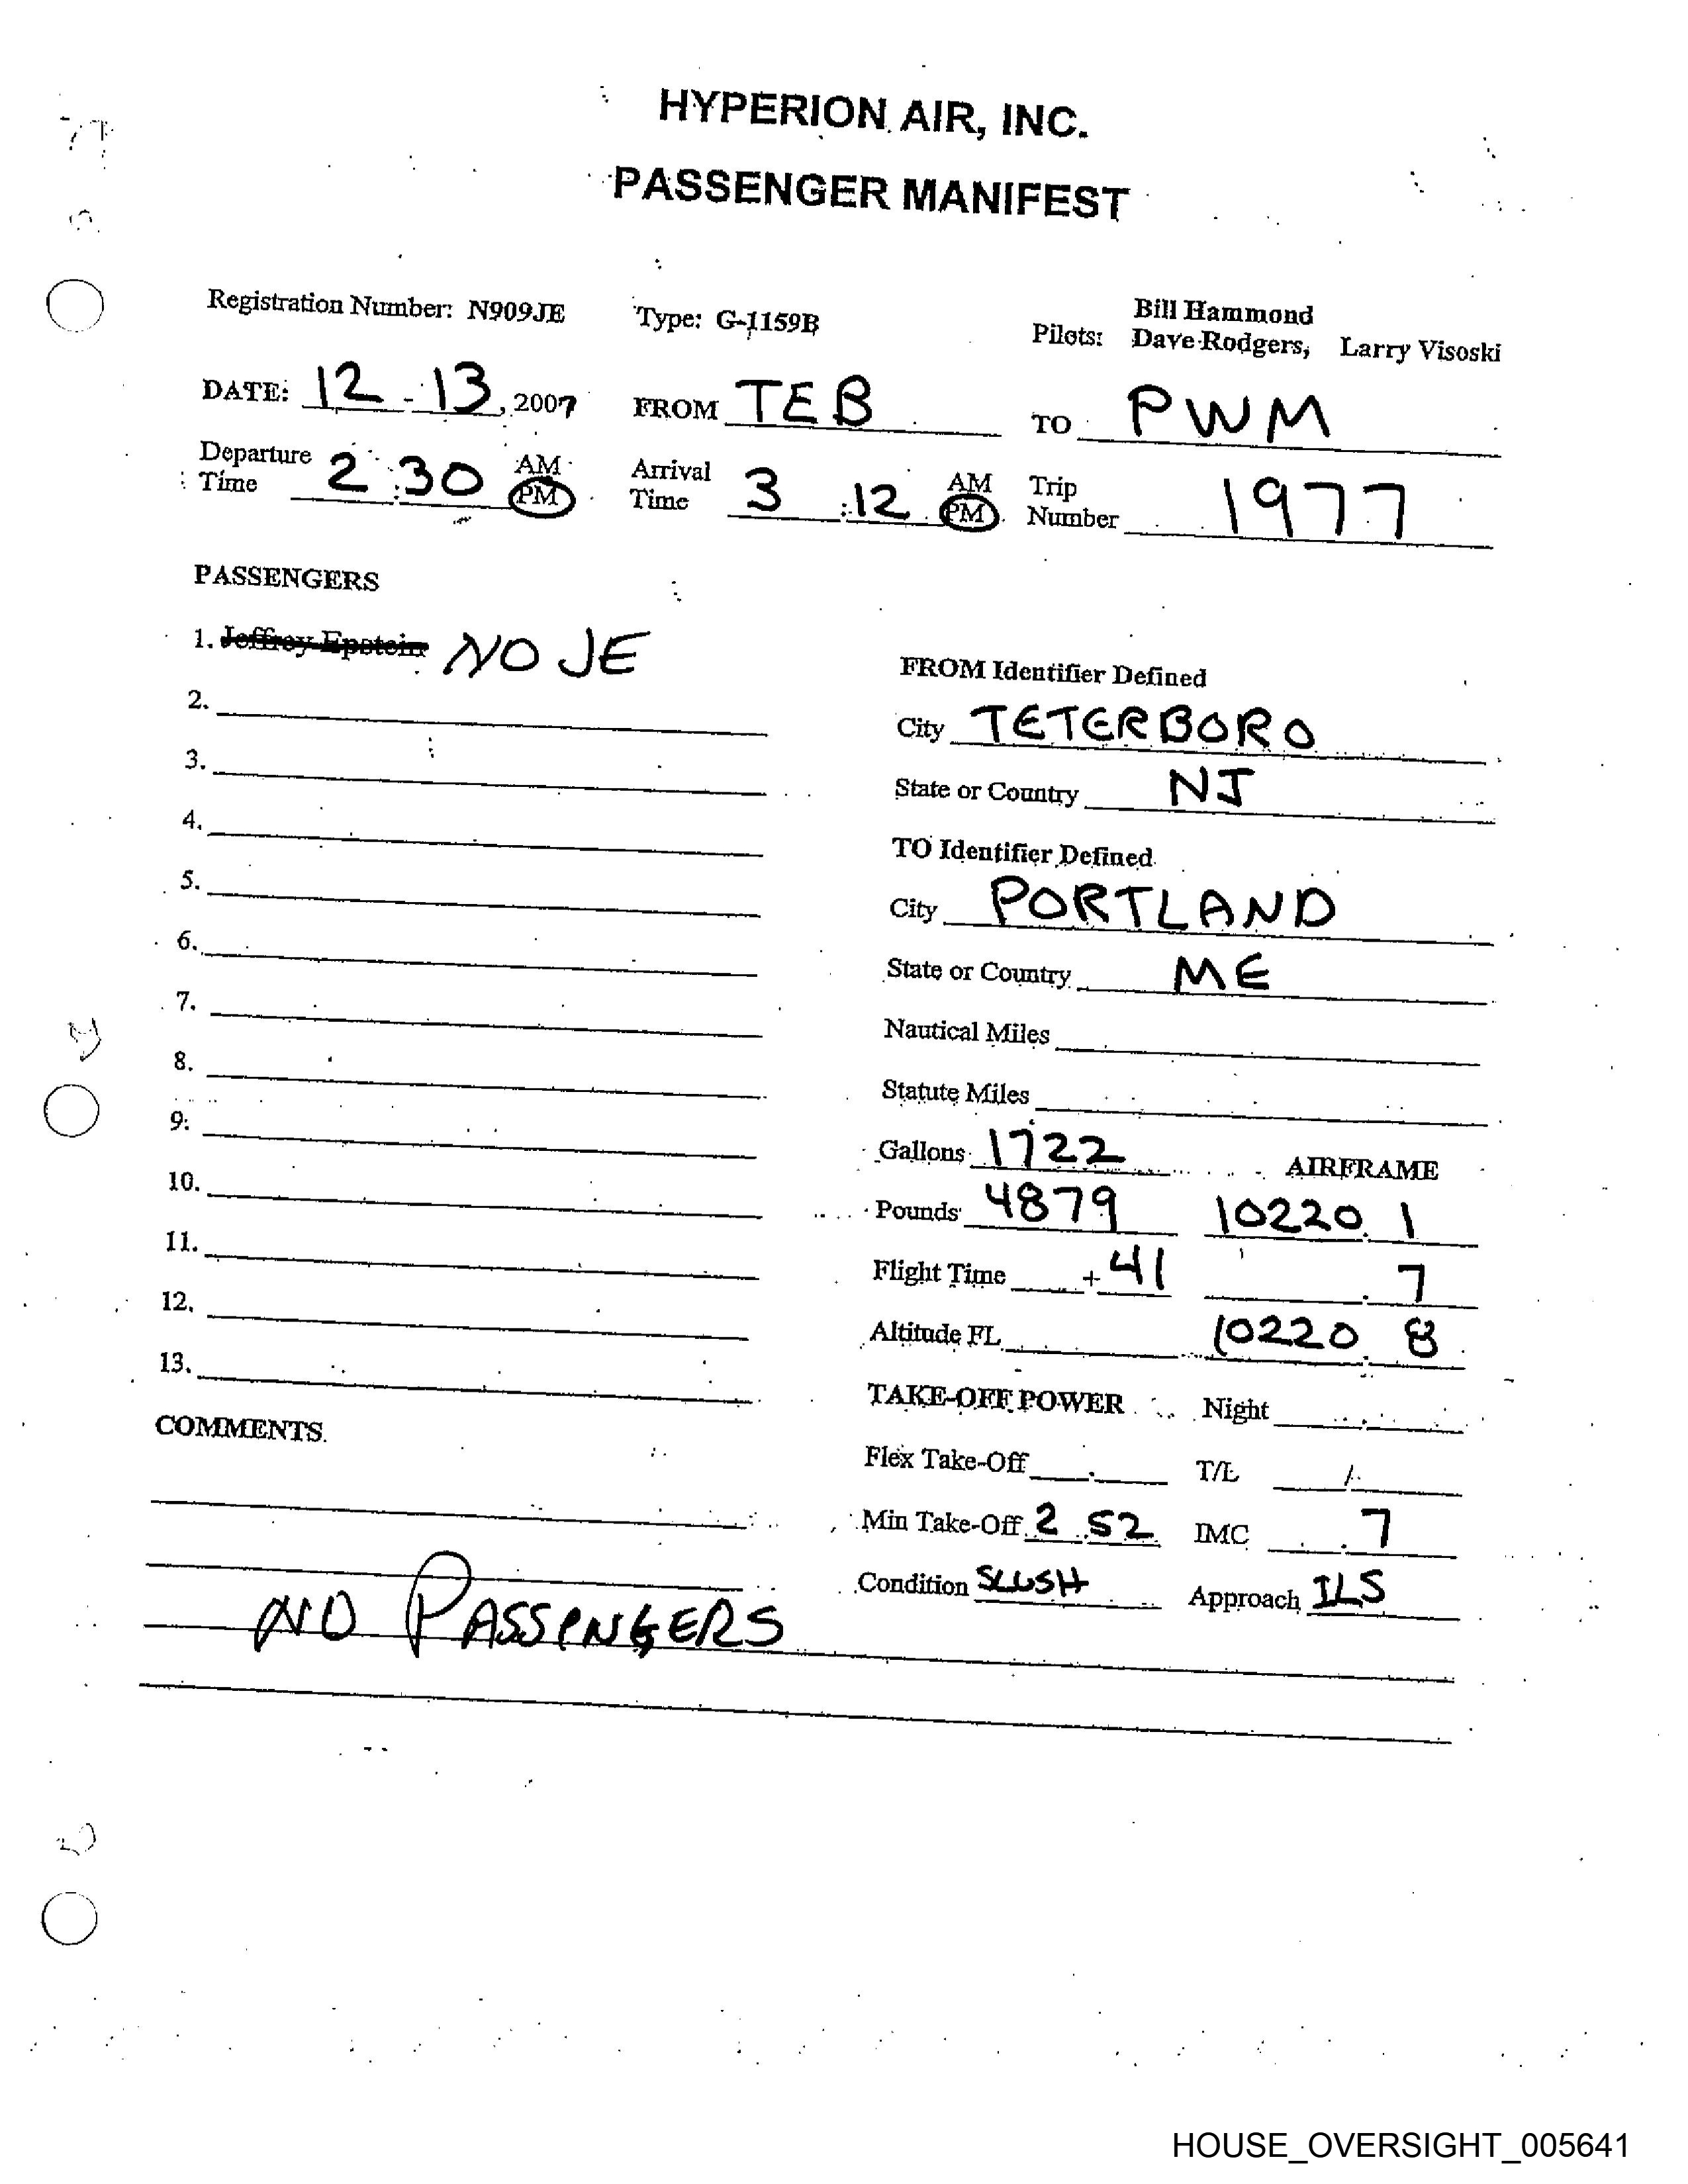 HYPERION AIR, INC.
PASSENGER MANIFEST
Registration Number: N909JE Type: G-1159B Pilots: Bill Hammond Dave Rodgers, Larry Visoski
DATE: 12 - 13, 2007 FROM TEB TO PWM
Departure Time 2:30 AM PM Arrival Time 3:12 AM PM Trip Number 1977
PASSENGERS
1. Jeffrey Epstein NO JE
2.
3.
4.
5.
6.
7.
8.
9.
10.
11.
12.
13.
COMMENTS
NO PASSENGERS
FROM Identifier Defined
City TETERBORO
State or Country NJ
TO Identifier Defined
City PORTLAND
State or Country ME
Nautical Miles
Statute Miles
Gallons 1722 AIRFRAME
Pounds 4879 10220.1
Flight Time + 41 .7
Altitude FL 10220.8
TAKE-OFF POWER Night .
Flex Take-Off . T/L /
Min Take-Off 2.52 IMC .7
Condition SLUSH Approach ILS
HOUSE_OVERSIGHT_005641